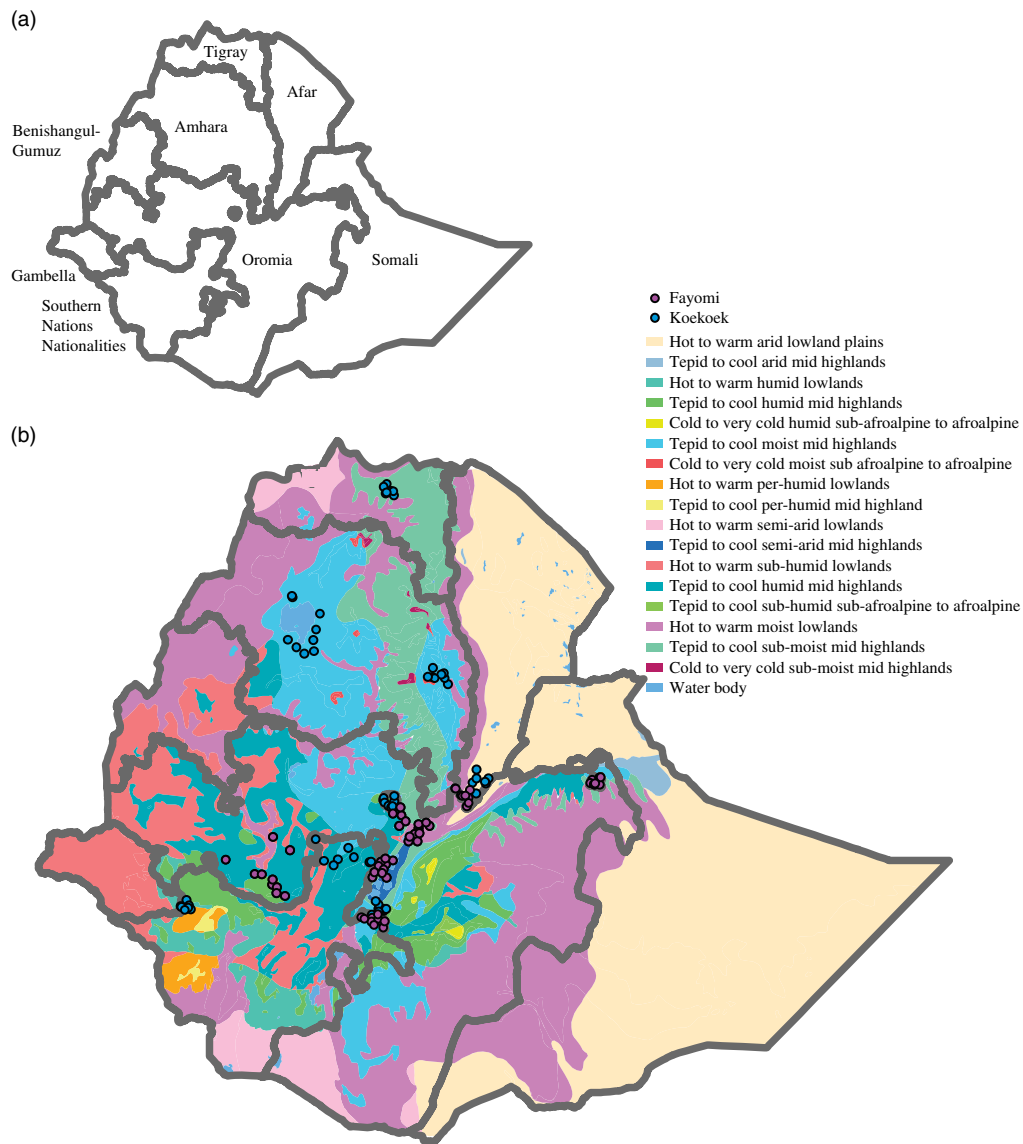 (a)
Tigray
Afar
Benishangul-
Gumuz
Amhara
Gambella
Oromia
Somali
Southern
Nations
Nationalities
Fayomi
Koekoek
Hot to warm arid lowland plains
Tepid to cool arid mid highlands
Hot to warm humid lowlands
Tepid to cool humid mid highlands
Cold to very cold humid sub-afroalpine to afroalpine
Tepid to cool moist mid highlands
Cold to very cold moist sub afroalpine to afroalpine
Hot to warm per-humid lowlands
Tepid to cool per-humid mid highland
Hot to warm semi-arid lowlands
Tepid to cool semi-arid mid highlands
Hot to warm sub-humid lowlands
Tepid to cool humid mid highlands
Tepid to cool sub-humid sub-afroalpine to afroalpine
Hot to warm moist lowlands
Tepid to cool sub-moist mid highlands
Cold to very cold sub-moist mid highlands
Water body
(b)